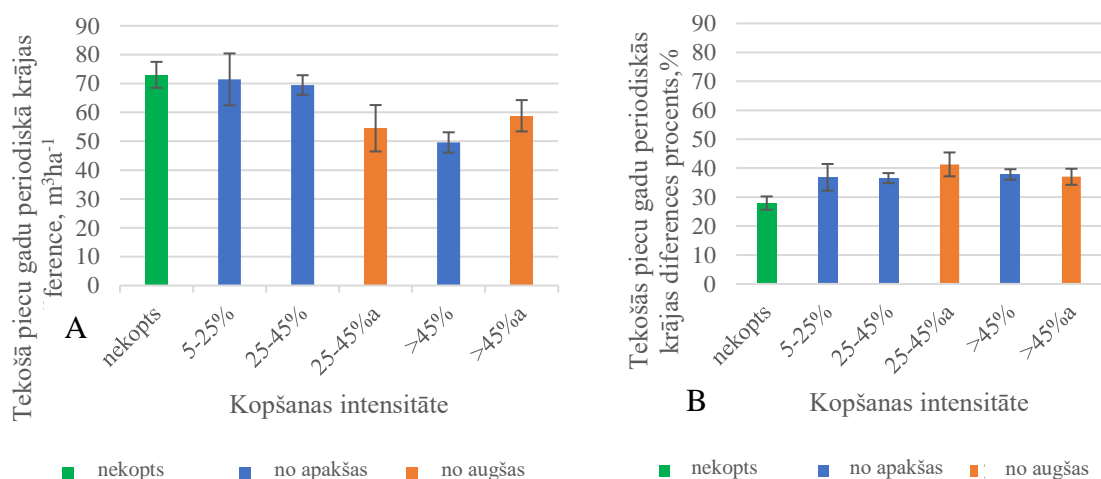 Tekošā piecu gadu periodiskā krājas
ference, m³ha⁻¹
90
80
70
60
50
40
30
20
10
0
nekopts
5-25%
25-45%
25-45%a
>45%
>45%a
A
Kopšanas intensitāte
nekopts
no apakšas
no augšas
Tekošās piecu gadu periodiskās
krājas diferences procents,%
90
80
70
60
50
40
30
20
10
0
nekopts
5-25%
25-45%
25-45%a
>45%
>45%a
B
Kopšanas intensitāte
nekopts
no apakšas
no augšas